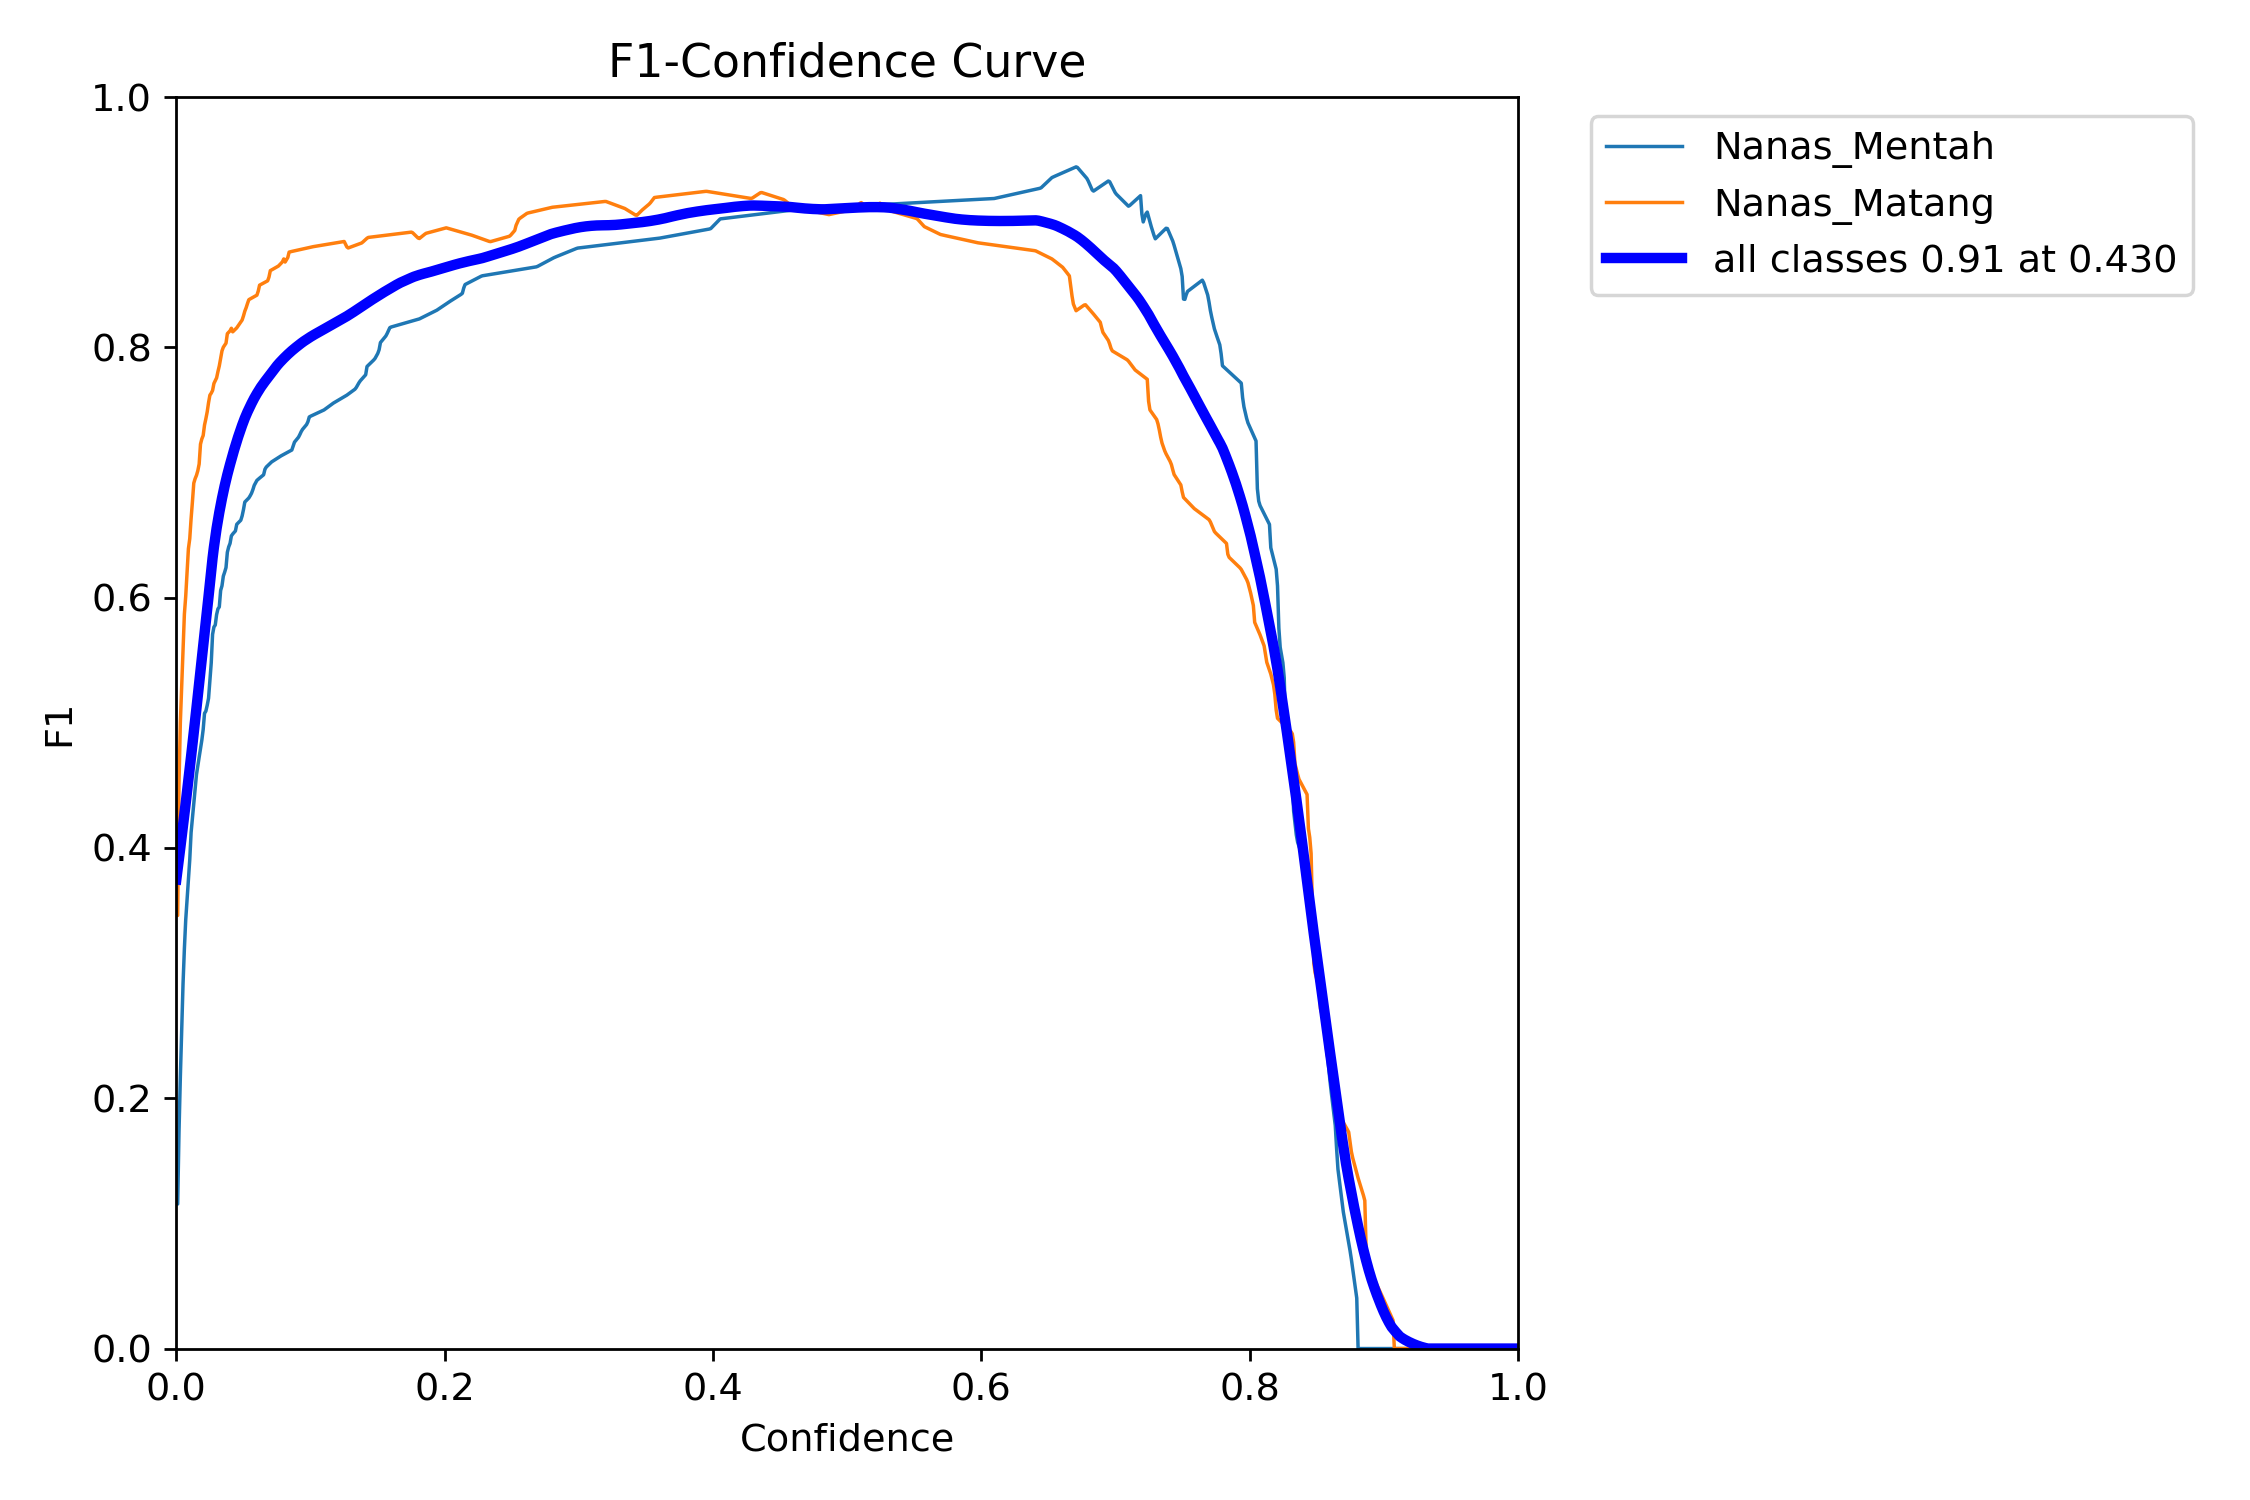 F1-Confidence Curve
Nanas_Mentah
Nanas_Matang
all classes 0.91 at 0.430
1.0
0.8
0.6
0.4
0.2
0.0
F1
0.0 0.2 0.4 0.6 0.8 1.0
Confidence